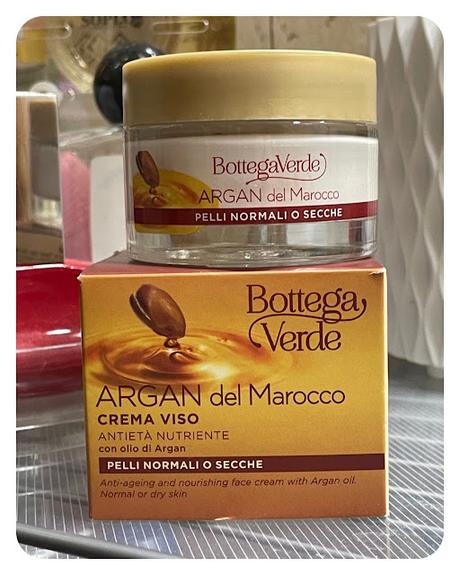 SOPLI
BottegaVerde
ARGAN del Marocco
PELLI NORMALI O SECCHE
Bottega
Verde
ARGAN del Marocco
CREMA VISO
ANTIETÀ NUTRIENTE
con olio di Argan
PELLI NORMALI O SECCHE
Anti-ageing and nourishing face cream with Argan oil.
Normal or dry skin